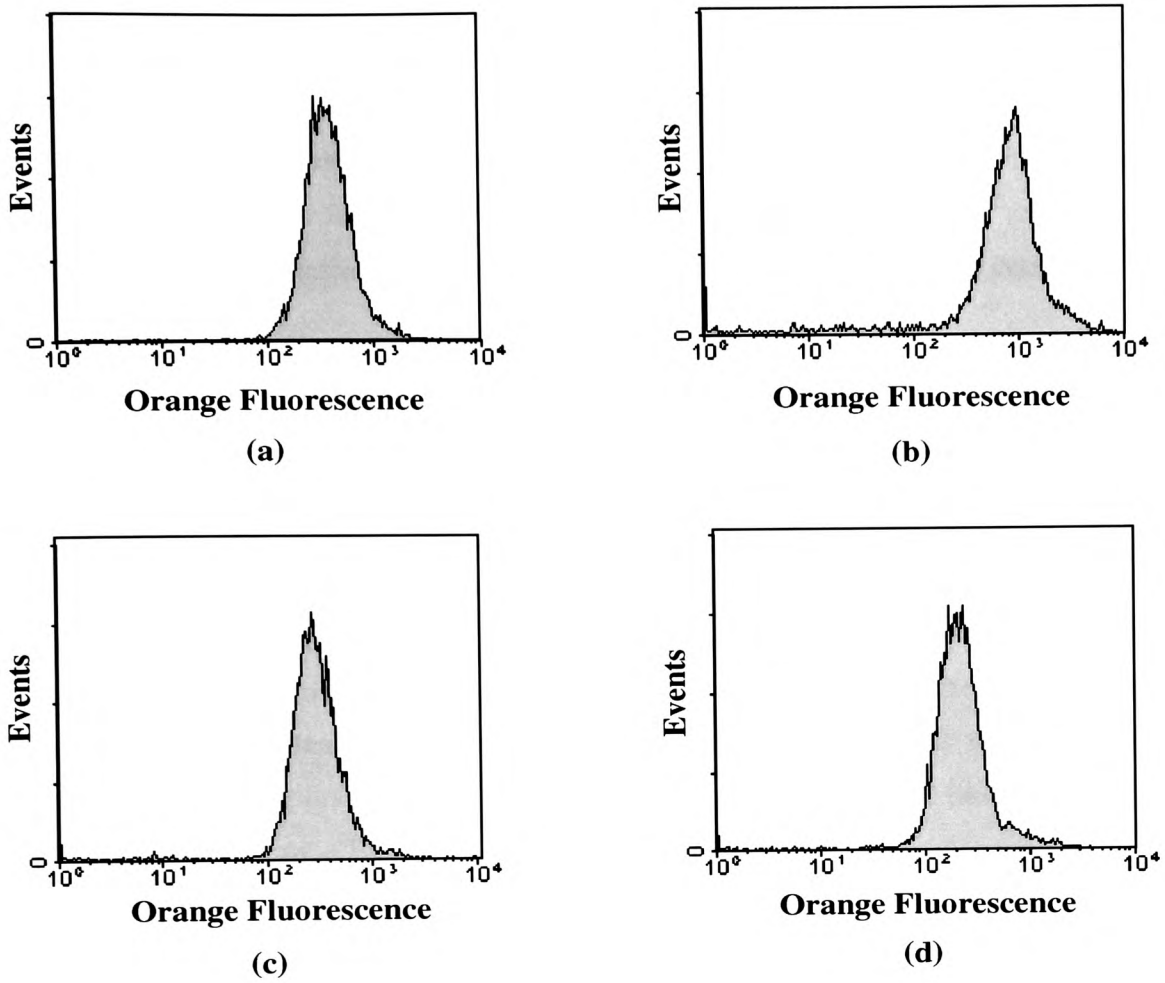 Events
0
10⁰ 10¹ 10² 10³ 10⁴
Orange Fluorescence
(a)
Events
0
10⁰ 10¹ 10² 10³ 10⁴
Orange Fluorescence
(b)
Events
0
10⁰ 10¹ 10² 10³ 10⁴
Orange Fluorescence
(c)
Events
0
10⁰ 10¹ 10² 10³ 10⁴
Orange Fluorescence
(d)